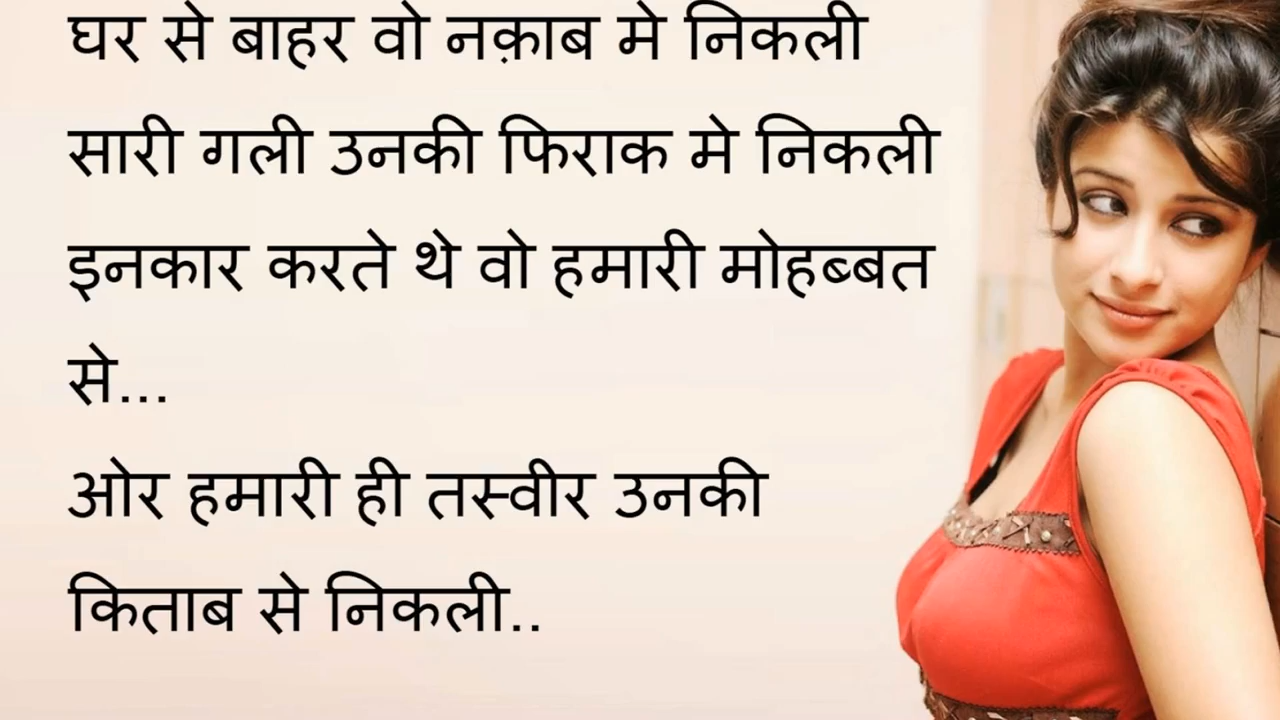 घर से बाहर वो नक़ाब मे निकली
सारी गली उनकी फिराक मे निकली
इनकार करते थे वो हमारी मोहब्बत
से...
ओर हमारी ही तस्वीर उनकी
किताब से निकली..